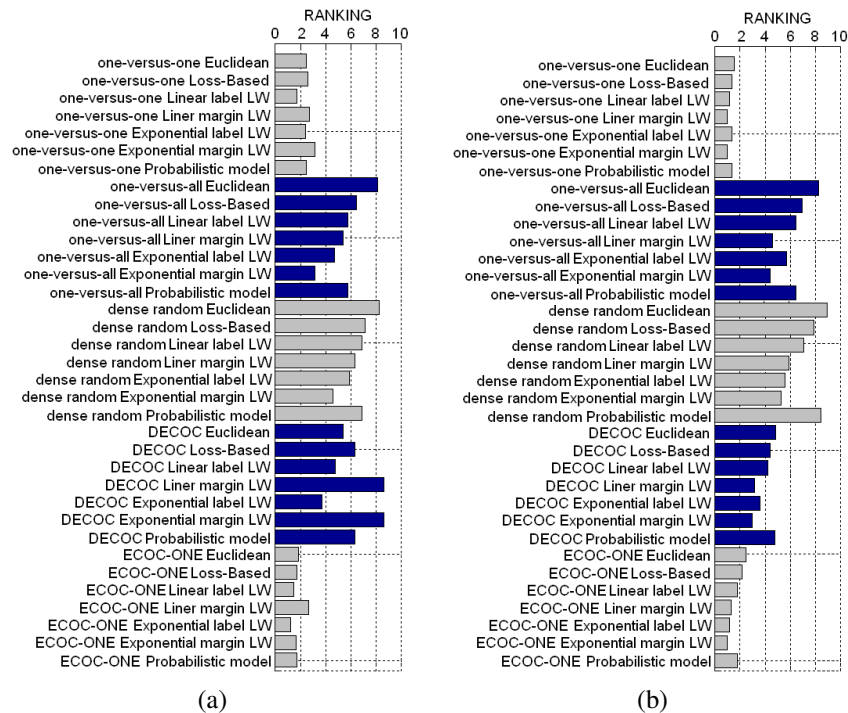 RANKING
0 2 4 6 8 10
one-versus-one Euclidean
one-versus-one Loss-Based
one-versus-one Linear label LW
one-versus-one Liner margin LW
one-versus-one Exponential label LW
one-versus-one Exponential margin LW
one-versus-one Probabilistic model
one-versus-all Euclidean
one-versus-all Loss-Based
one-versus-all Linear label LW
one-versus-all Liner margin LW
one-versus-all Exponential label LW
one-versus-all Exponential margin LW
one-versus-all Probabilistic model
dense random Euclidean
dense random Loss-Based
dense random Linear label LW
dense random Liner margin LW
dense random Exponential label LW
dense random Exponential margin LW
dense random Probabilistic model
DECOC Euclidean
DECOC Loss-Based
DECOC Linear label LW
DECOC Liner margin LW
DECOC Exponential label LW
DECOC Exponential margin LW
DECOC Probabilistic model
ECOC-ONE Euclidean
ECOC-ONE Loss-Based
ECOC-ONE Linear label LW
ECOC-ONE Liner margin LW
ECOC-ONE Exponential label LW
ECOC-ONE Exponential margin LW
ECOC-ONE Probabilistic model
(a)
RANKING
0 2 4 6 8 10
one-versus-one Euclidean
one-versus-one Loss-Based
one-versus-one Linear label LW
one-versus-one Liner margin LW
one-versus-one Exponential label LW
one-versus-one Exponential margin LW
one-versus-one Probabilistic model
one-versus-all Euclidean
one-versus-all Loss-Based
one-versus-all Linear label LW
one-versus-all Liner margin LW
one-versus-all Exponential label LW
one-versus-all Exponential margin LW
one-versus-all Probabilistic model
dense random Euclidean
dense random Loss-Based
dense random Linear label LW
dense random Liner margin LW
dense random Exponential label LW
dense random Exponential margin LW
dense random Probabilistic model
DECOC Euclidean
DECOC Loss-Based
DECOC Linear label LW
DECOC Liner margin LW
DECOC Exponential label LW
DECOC Exponential margin LW
DECOC Probabilistic model
ECOC-ONE Euclidean
ECOC-ONE Loss-Based
ECOC-ONE Linear label LW
ECOC-ONE Liner margin LW
ECOC-ONE Exponential label LW
ECOC-ONE Exponential margin LW
ECOC-ONE Probabilistic model
(b)